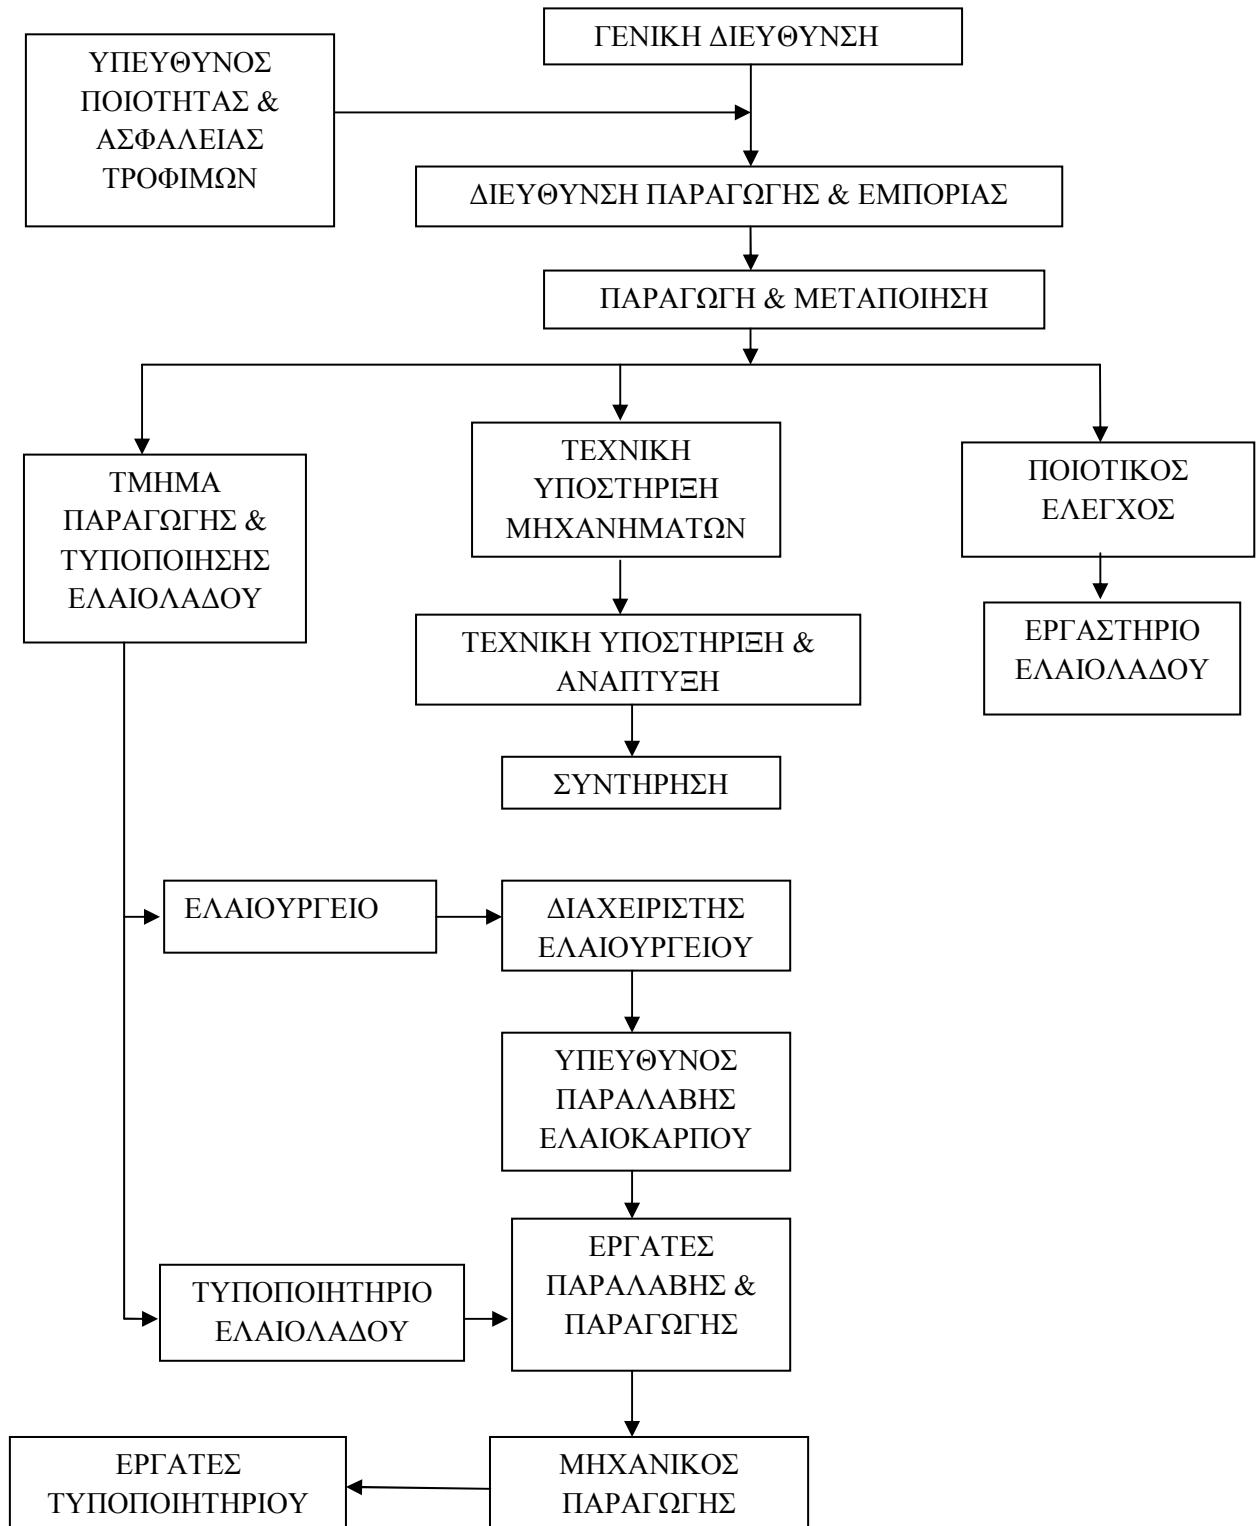 ΓΕΝΙΚΗ ΔΙΕΥΘΥΝΣΗ
ΥΠΕΥΘΥΝΟΣ
ΠΟΙΟΤΗΤΑΣ &
ΑΣΦΑΛΕΙΑΣ
ΤΡΟΦΙΜΩΝ
ΔΙΕΥΘΥΝΣΗ ΠΑΡΑΓΩΓΗΣ & ΕΜΠΟΡΙΑΣ
ΠΑΡΑΓΩΓΗ & ΜΕΤΑΠΟΙΗΣΗ
ΤΜΗΜΑ
ΠΑΡΑΓΩΓΗΣ &
ΤΥΠΟΠΟΙΗΣΗΣ
ΕΛΑΙΟΛΑΔΟΥ
ΤΕΧΝΙΚΗ
ΥΠΟΣΤΗΡΙΞΗ
ΜΗΧΑΝΗΜΑΤΩΝ
ΠΟΙΟΤΙΚΟΣ
ΕΛΕΓΧΟΣ
ΤΕΧΝΙΚΗ ΥΠΟΣΤΗΡΙΞΗ &
ΑΝΑΠΤΥΞΗ
ΕΡΓΑΣΤΗΡΙΟ
ΕΛΑΙΟΛΑΔΟΥ
ΣΥΝΤΗΡΗΣΗ
ΕΛΑΙΟΥΡΓΕΙΟ
ΔΙΑΧΕΙΡΙΣΤΗΣ
ΕΛΑΙΟΥΡΓΕΙΟΥ
ΥΠΕΥΘΥΝΟΣ
ΠΑΡΑΛΑΒΗΣ
ΕΛΑΙΟΚΑΡΠΟΥ
ΤΥΠΟΠΟΙΗΤΗΡΙΟ
ΕΛΑΙΟΛΑΔΟΥ
ΕΡΓΑΤΕΣ
ΠΑΡΑΛΑΒΗΣ &
ΠΑΡΑΓΩΓΗΣ
ΕΡΓΑΤΕΣ
ΤΥΠΟΠΟΙΗΤΗΡΙΟΥ
ΜΗΧΑΝΙΚΟΣ
ΠΑΡΑΓΩΓΗΣ